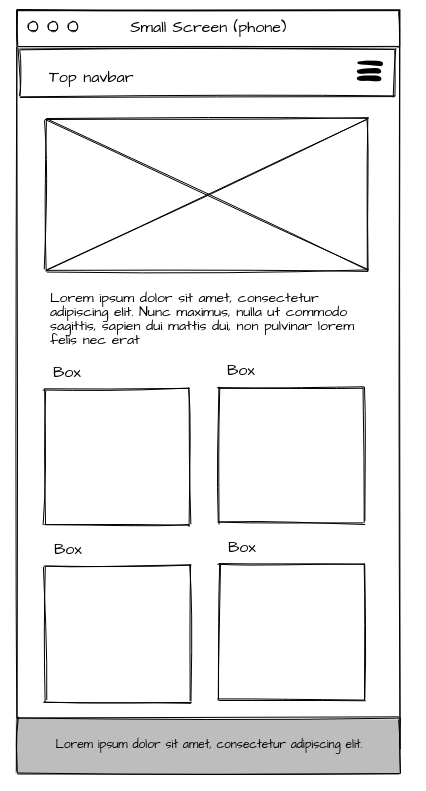 Small Screen (phone)
Top navbar
Lorem ipsum dolor sit amet, consectetur
adipiscing elit. Nunc maximus, nulla ut commodo
sagittis, sapien dui mattis dui, non pulvinar lorem
felis nec erat
Box
Box
Box
Box
Lorem ipsum dolor sit amet, consectetur adipiscing elit.